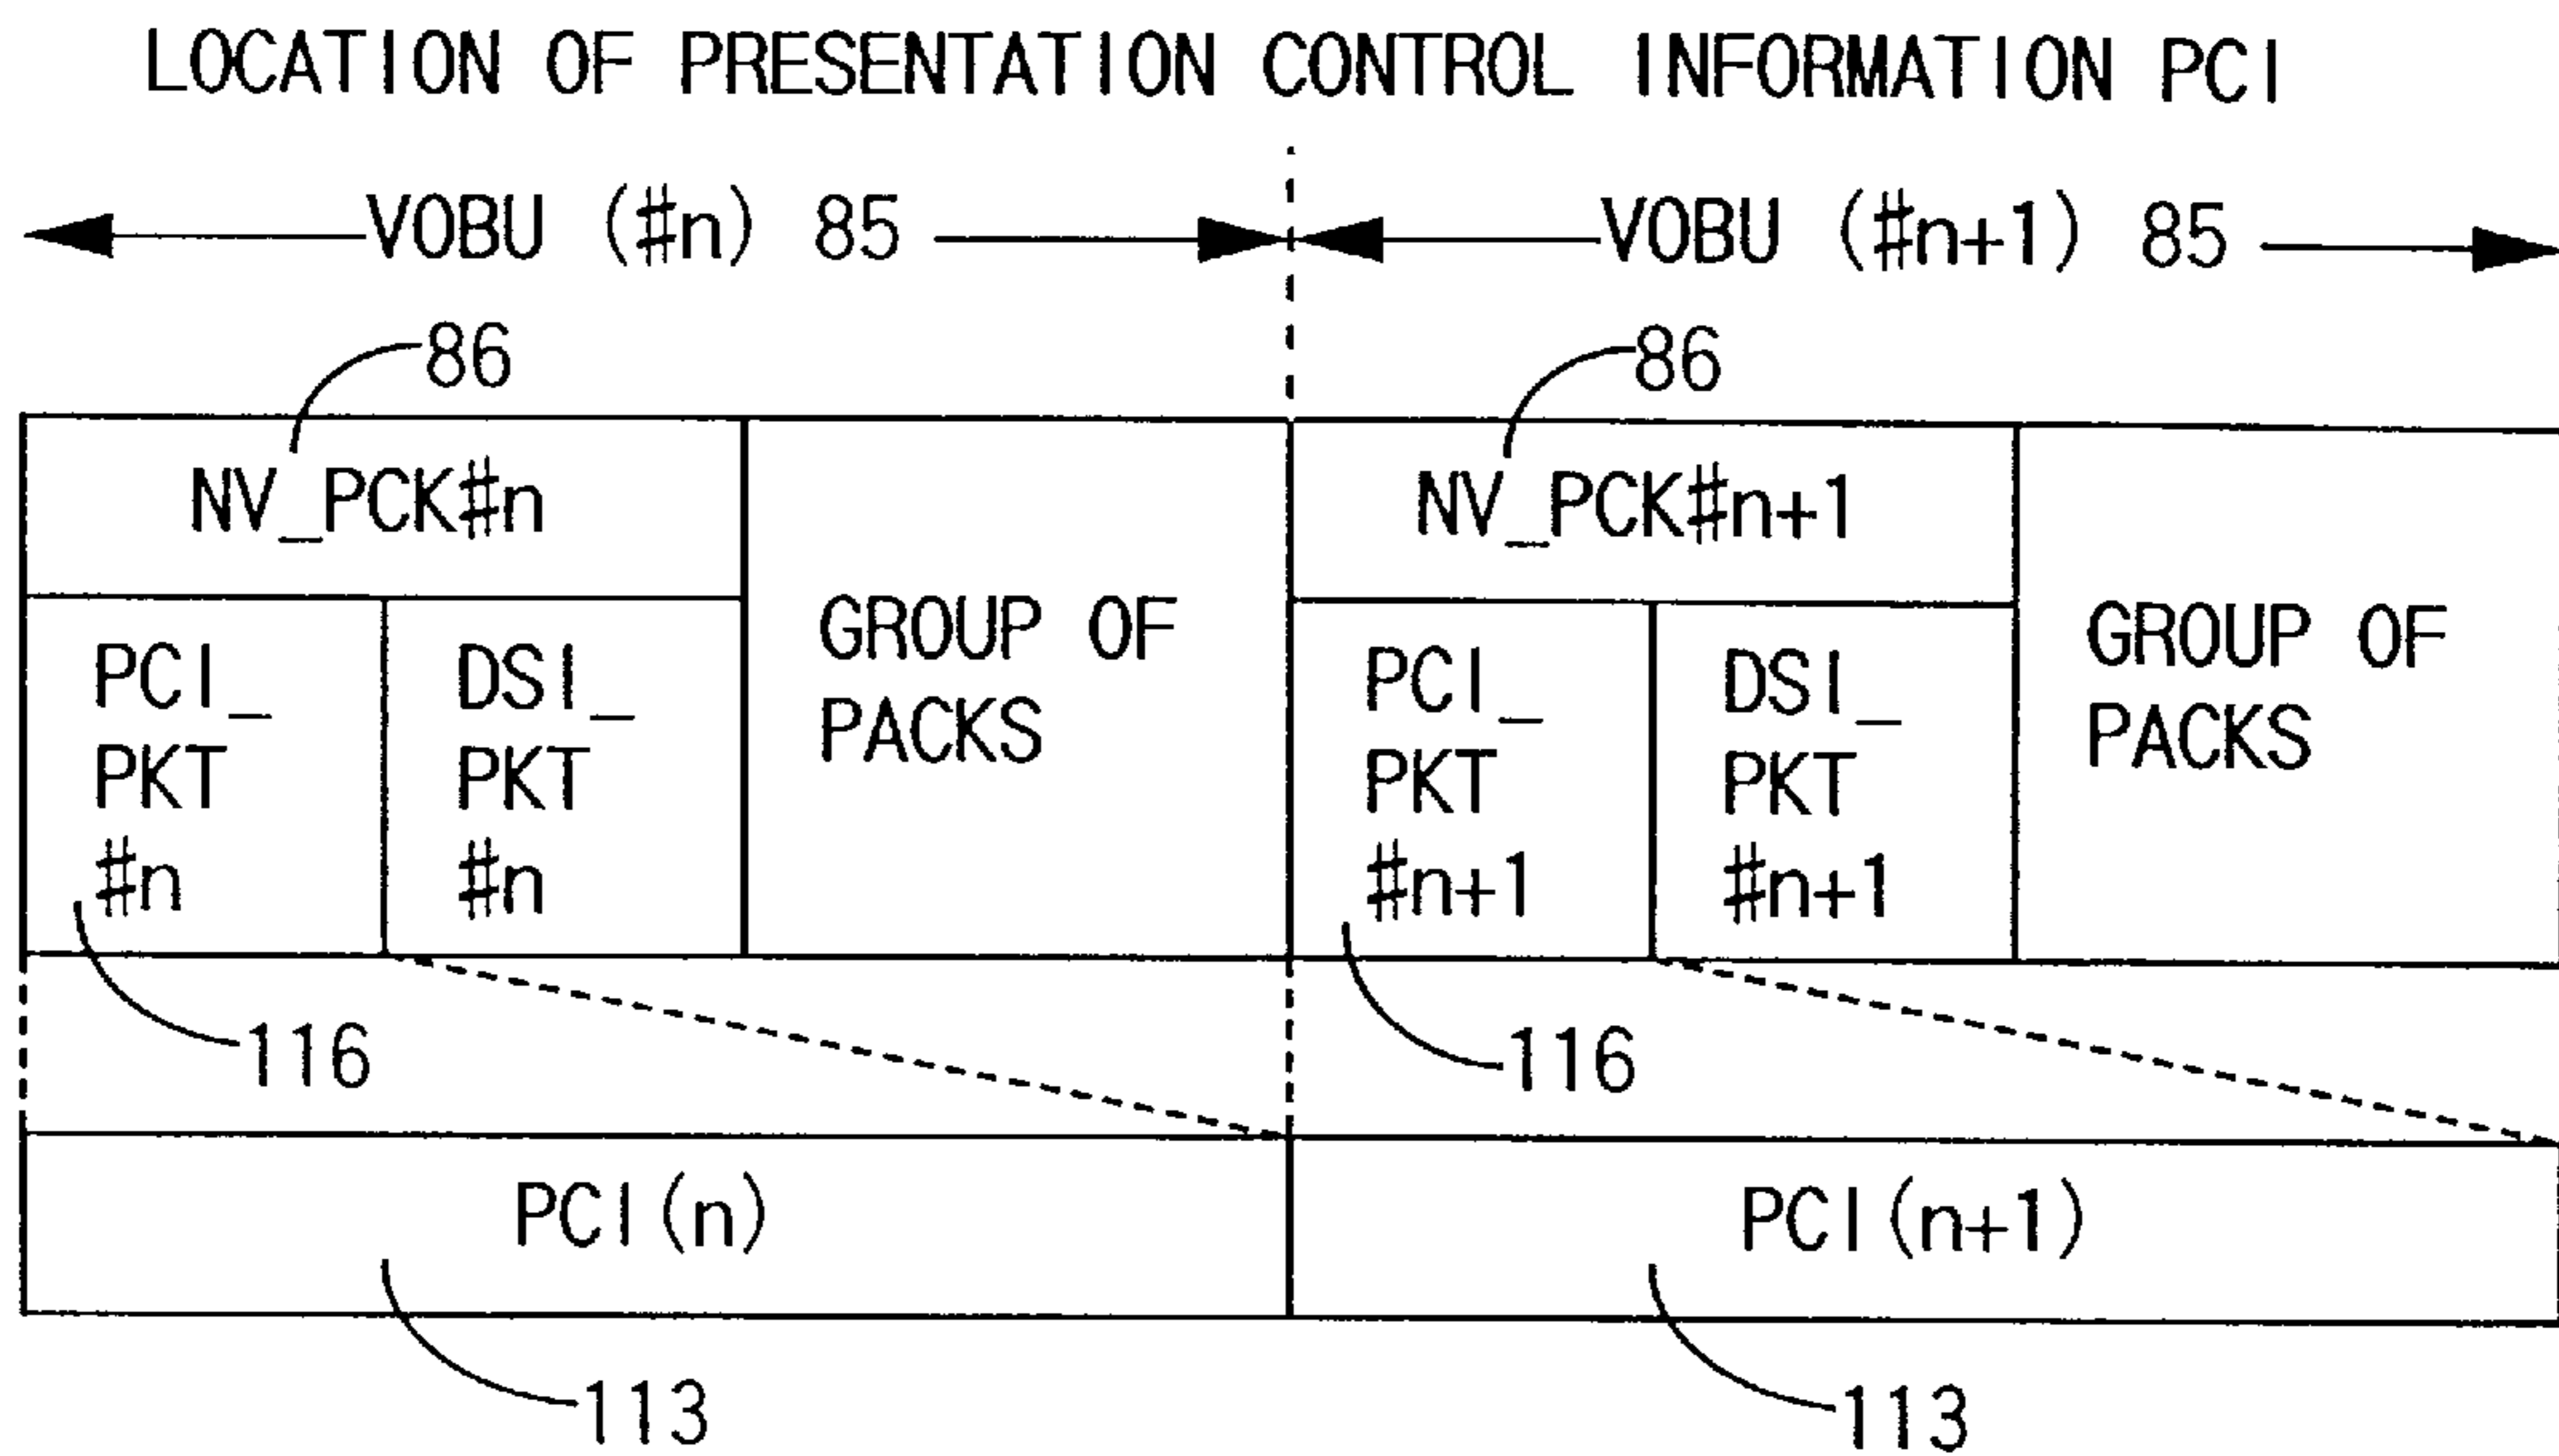 LOCATION OF PRESENTATION CONTROL INFORMATION PCI
VOBU (#n) 85
VOBU (#n+1) 85
86
86
NV_PCK#n
NV_PCK#n+1
PCI_
PKT
#n
DSI_
PKT
#n
GROUP OF
PACKS
PCI_
PKT
#n+1
DSI_
PKT
#n+1
GROUP OF
PACKS
116
116
PCI(n)
PCI(n+1)
113
113